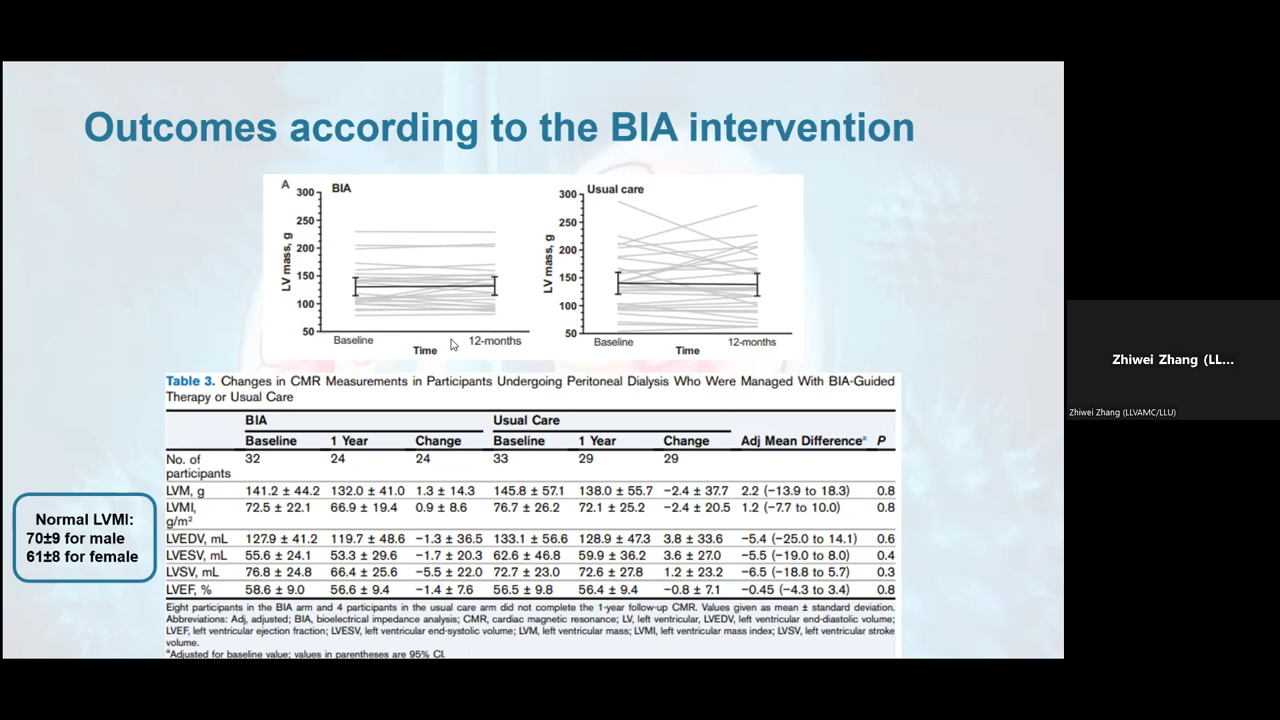 Outcomes according to the BIA intervention
A
BIA
300
250
200
150
100
50
LV mass, g
Baseline
12-months
Time
Usual care
300
250
200
150
100
50
LV mass, g
Baseline
12-months
Time
Table 3. Changes in CMR Measurements in Participants Undergoing Peritoneal Dialysis Who Were Managed With BIA-Guided
Therapy or Usual Care
BIA Usual Care
Baseline 1 Year Change Baseline 1 Year Change Adj Mean Differenceª P
No. of participants 32 24 24 33 29 29
LVM, g 141.2 ± 44.2 132.0 ± 41.0 1.3 ± 14.3 145.8 ± 57.1 138.0 ± 55.7 −2.4 ± 37.7 2.2 (−13.9 to 18.3) 0.8
LVMI, g/m² 72.5 ± 22.1 66.9 ± 19.4 0.9 ± 8.6 76.7 ± 26.2 72.1 ± 25.2 −2.4 ± 20.5 1.2 (−7.7 to 10.0) 0.8
LVEDV, mL 127.9 ± 41.2 119.7 ± 48.6 −1.3 ± 36.5 133.1 ± 56.6 128.9 ± 47.3 3.8 ± 33.6 −5.4 (−25.0 to 14.1) 0.6
LVESV, mL 55.6 ± 24.1 53.3 ± 29.6 −1.7 ± 20.3 62.6 ± 46.8 59.9 ± 36.2 3.6 ± 27.0 −5.5 (−19.0 to 8.0) 0.4
LVSV, mL 76.8 ± 24.8 66.4 ± 25.6 −5.5 ± 22.0 72.7 ± 23.0 72.6 ± 27.8 1.2 ± 23.2 −6.5 (−18.8 to 5.7) 0.3
LVEF, % 58.6 ± 9.0 56.6 ± 9.4 −1.4 ± 7.6 56.5 ± 9.8 56.4 ± 9.4 −0.8 ± 7.1 −0.45 (−4.3 to 3.4) 0.8
Eight participants in the BIA arm and 4 participants in the usual care arm did not complete the 1-year follow-up CMR. Values given as mean ± standard deviation.
Abbreviations: Adj, adjusted; BIA, bioelectrical impedance analysis; CMR, cardiac magnetic resonance; LV, left ventricular, LVEDV, left ventricular end-diastolic volume;
LVEF, left ventricular ejection fraction; LVESV, left ventricular end-systolic volume; LVM, left ventricular mass; LVMI, left ventricular mass index; LVSV, left ventricular stroke
volume.
ªAdjusted for baseline value; values in parentheses are 95% CI.
Normal LVMI:
70±9 for male
61±8 for female
Zhiwei Zhang (LL...
Zhiwei Zhang (LLVAMC/LLU)